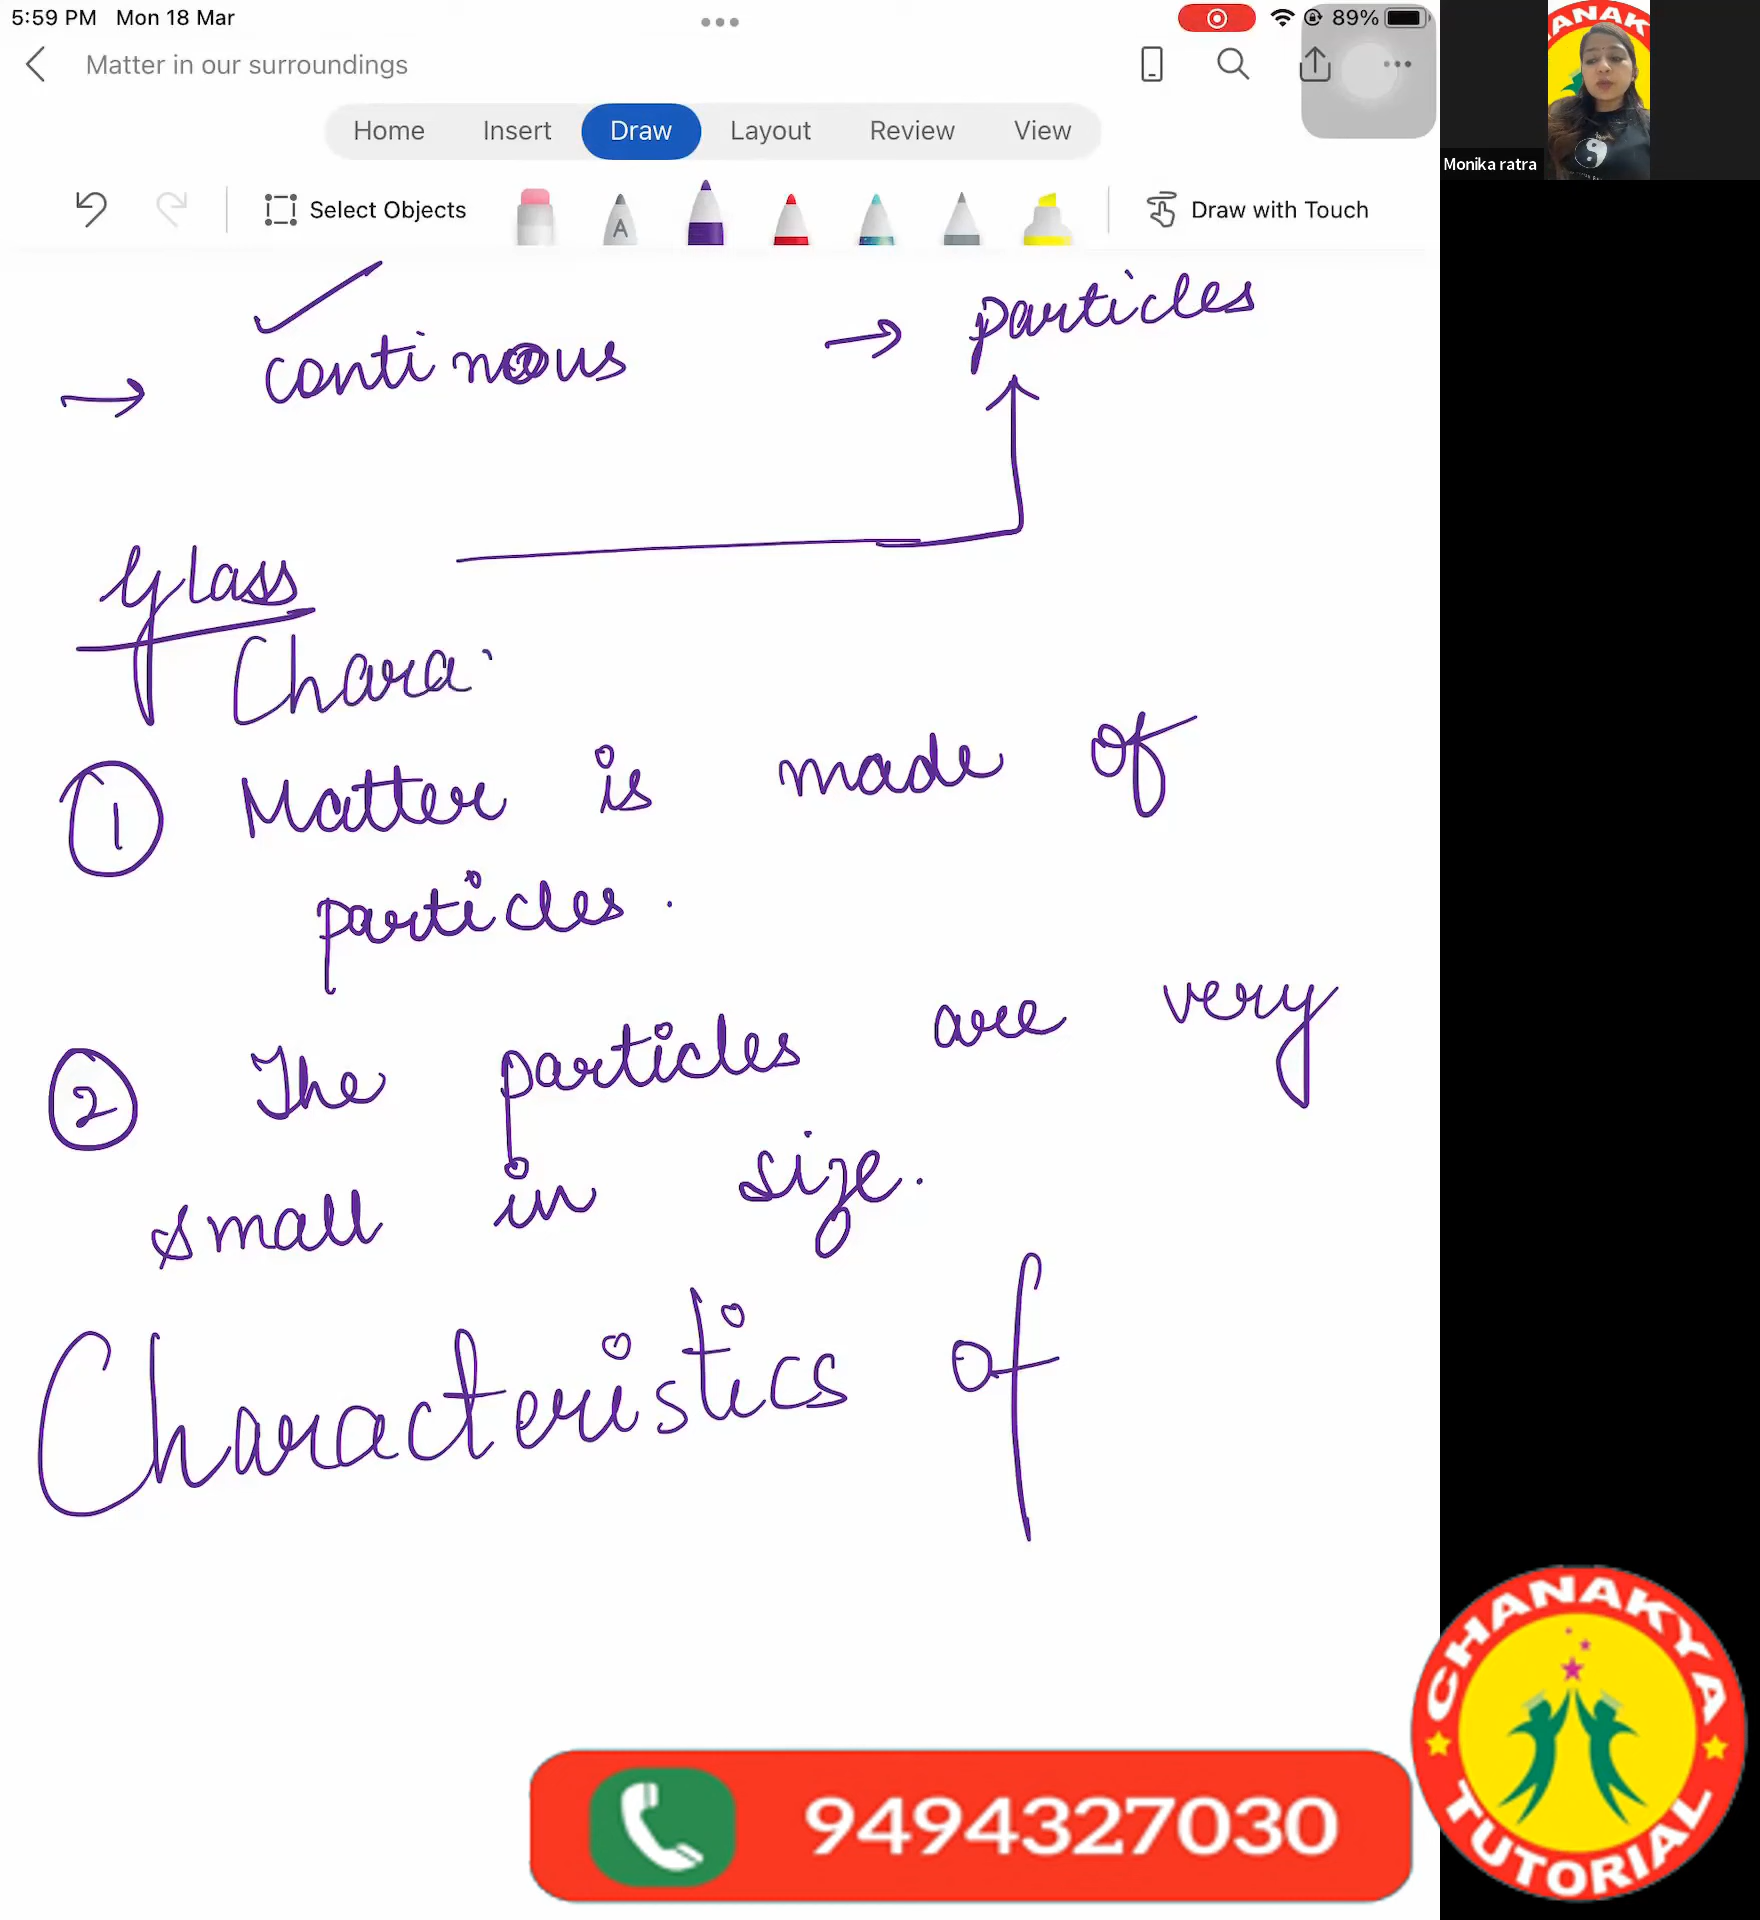 5:59 PM Mon 18 Mar
89%
Matter in our surroundings
Home Insert Draw Layout Review View
Select Objects
A
Draw with Touch
ANAK
Monika ratra
→ continous → particles
Glass
Chara.
1 Matter is made of
particles.
2 The particles are very
small in size.
Characteristics of
9494327030
CHANAKYA
TUTORIAL